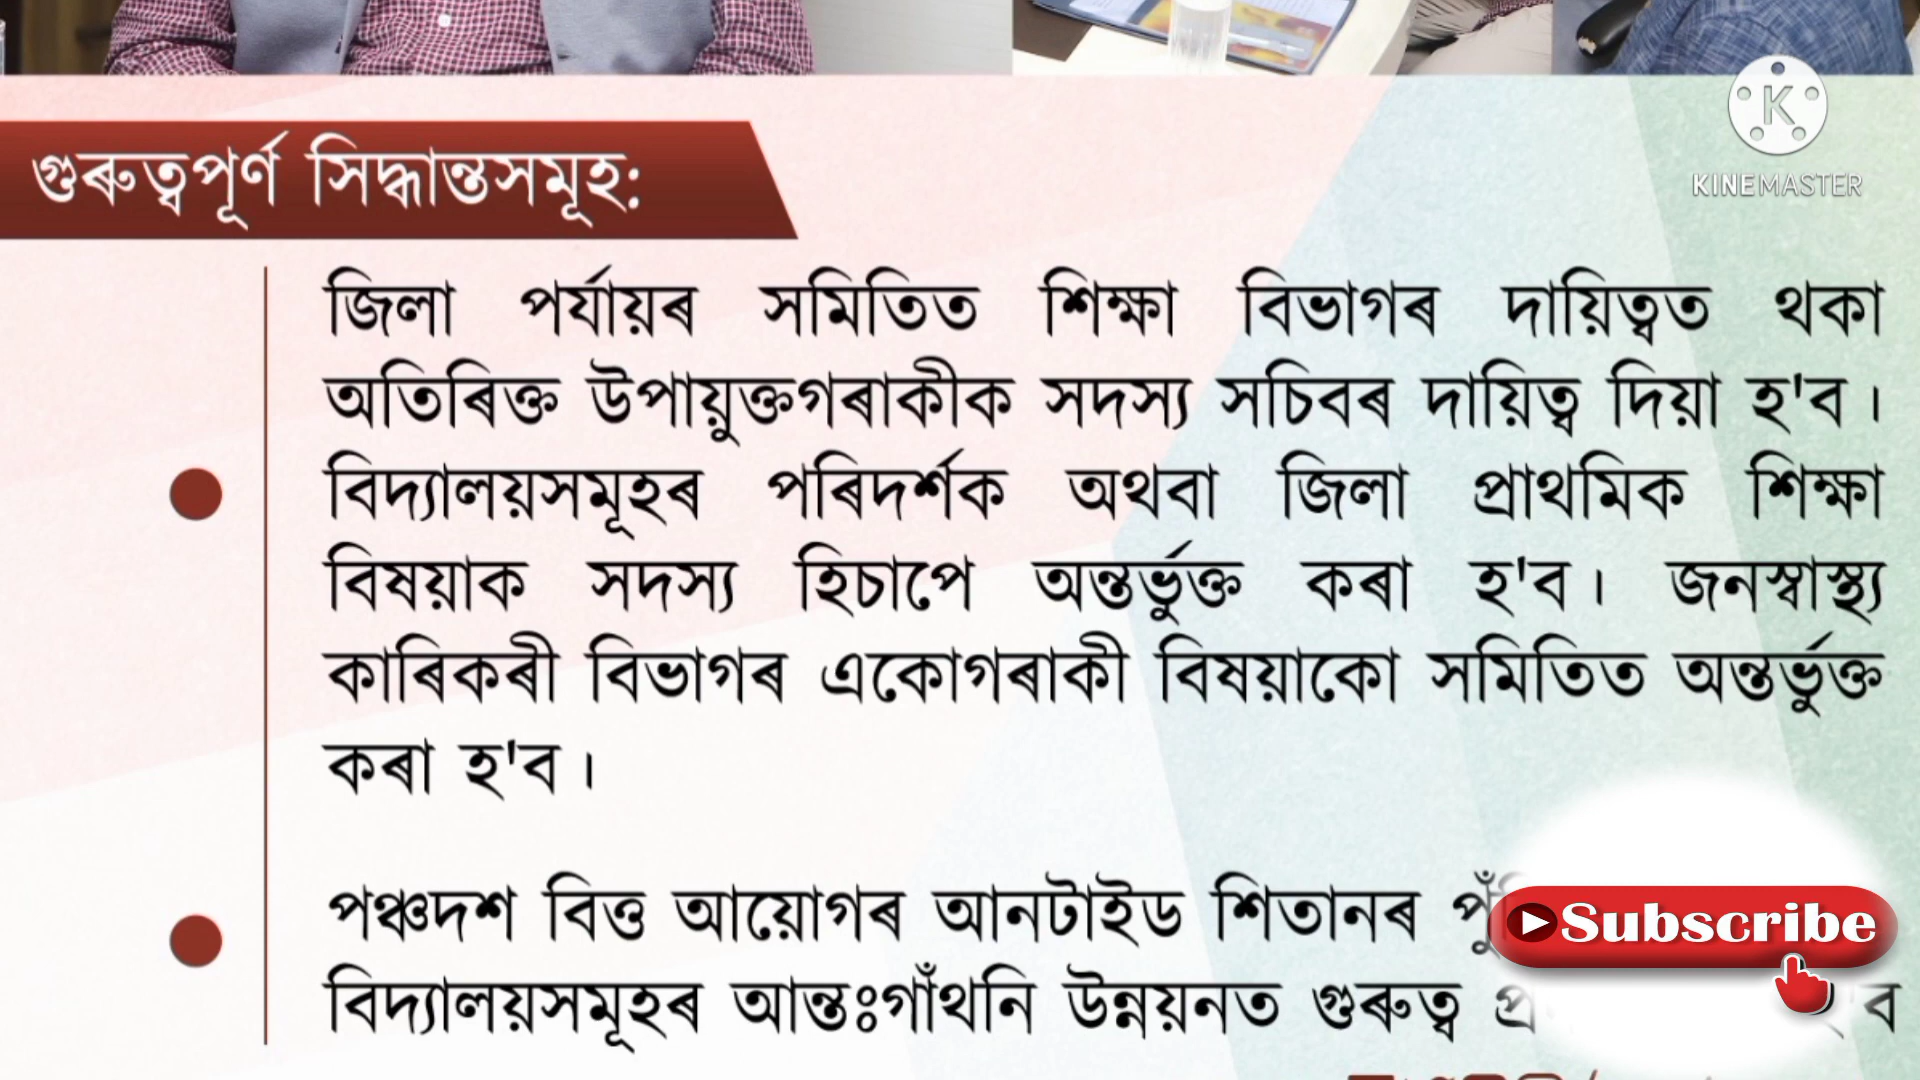 গুৰুত্বপূৰ্ণ সিদ্ধান্তসমূহ:
KINEMASTER
জিলা পৰ্যায়ৰ সমিতিত শিক্ষা বিভাগৰ দায়িত্বত থকা
অতিৰিক্ত উপায়ুক্তগৰাকীক সদস্য সচিবৰ দায়িত্ব দিয়া হ'ব।
বিদ্যালয়সমূহৰ পৰিদৰ্শক অথবা জিলা প্ৰাথমিক শিক্ষা
বিষয়াক সদস্য হিচাপে অন্তৰ্ভুক্ত কৰা হ'ব। জনস্বাস্থ্য
কাৰিকৰী বিভাগৰ একোগৰাকী বিষয়াকো সমিতিত অন্তৰ্ভুক্ত
কৰা হ'ব।
পঞ্চদশ বিত্ত আয়োগৰ আনটাইড শিতানৰ
Subscribe
বিদ্যালয়সমূহৰ আন্তঃগাঁথনি উন্নয়নত গুৰুত্ব